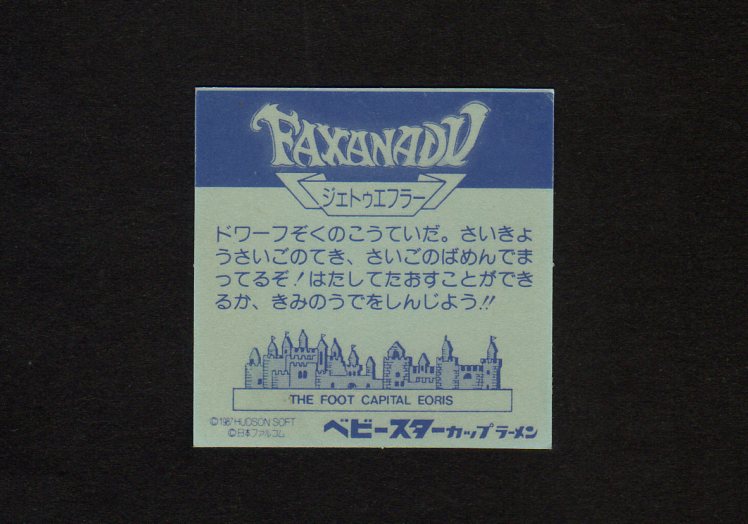 FAXANADU
ジェトゥエフラー
ドワーフぞくのこうていだ。さいきょ
うさいごのてき、さいごのばめんでま
ってるぞ！はたしてたおすことができ
るか、きみのうでをしんじよう!!
THE FOOT CAPITAL EORIS
©1987 HUDSON SOFT
©日本ファルコム
ベビースターカップラーメン